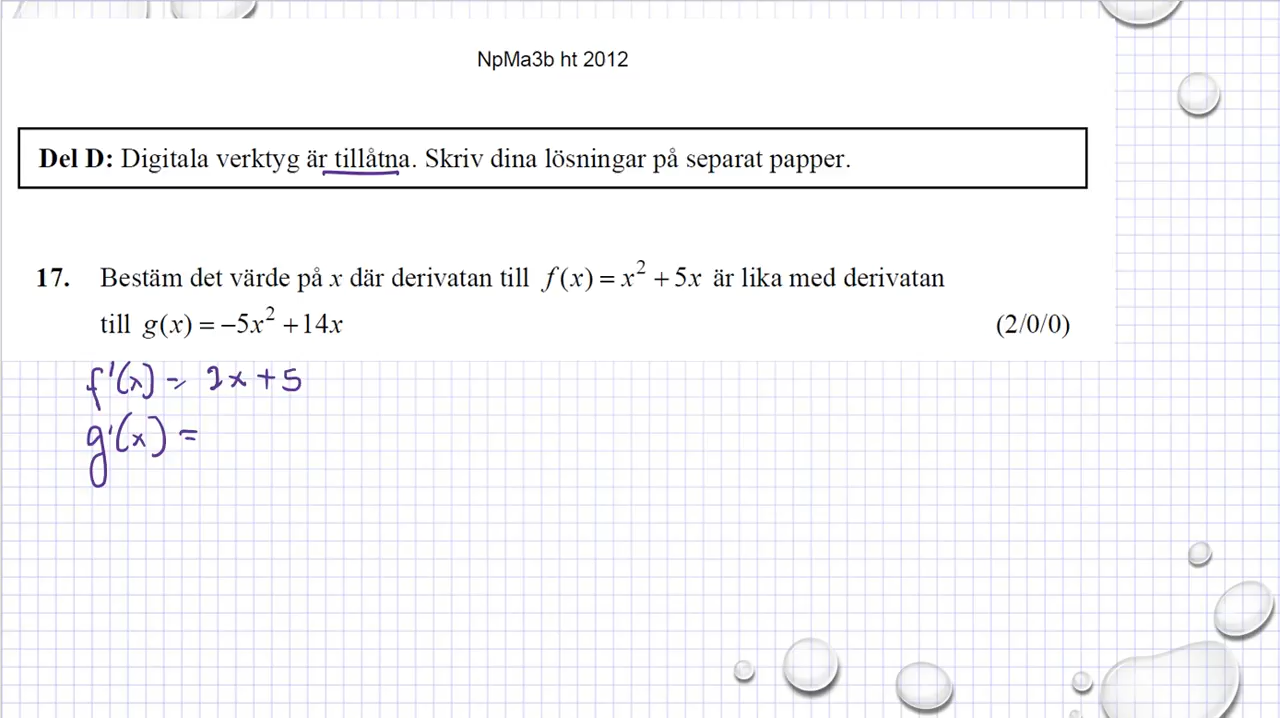 NpMa3b ht 2012
Del D: Digitala verktyg är tillåtna. Skriv dina lösningar på separat papper.
17. Bestäm det värde på x där derivatan till f(x) = x² + 5x är lika med derivatan
till g(x) = −5x² + 14x (2/0/0)
f'(x) = 2x + 5
g'(x) =